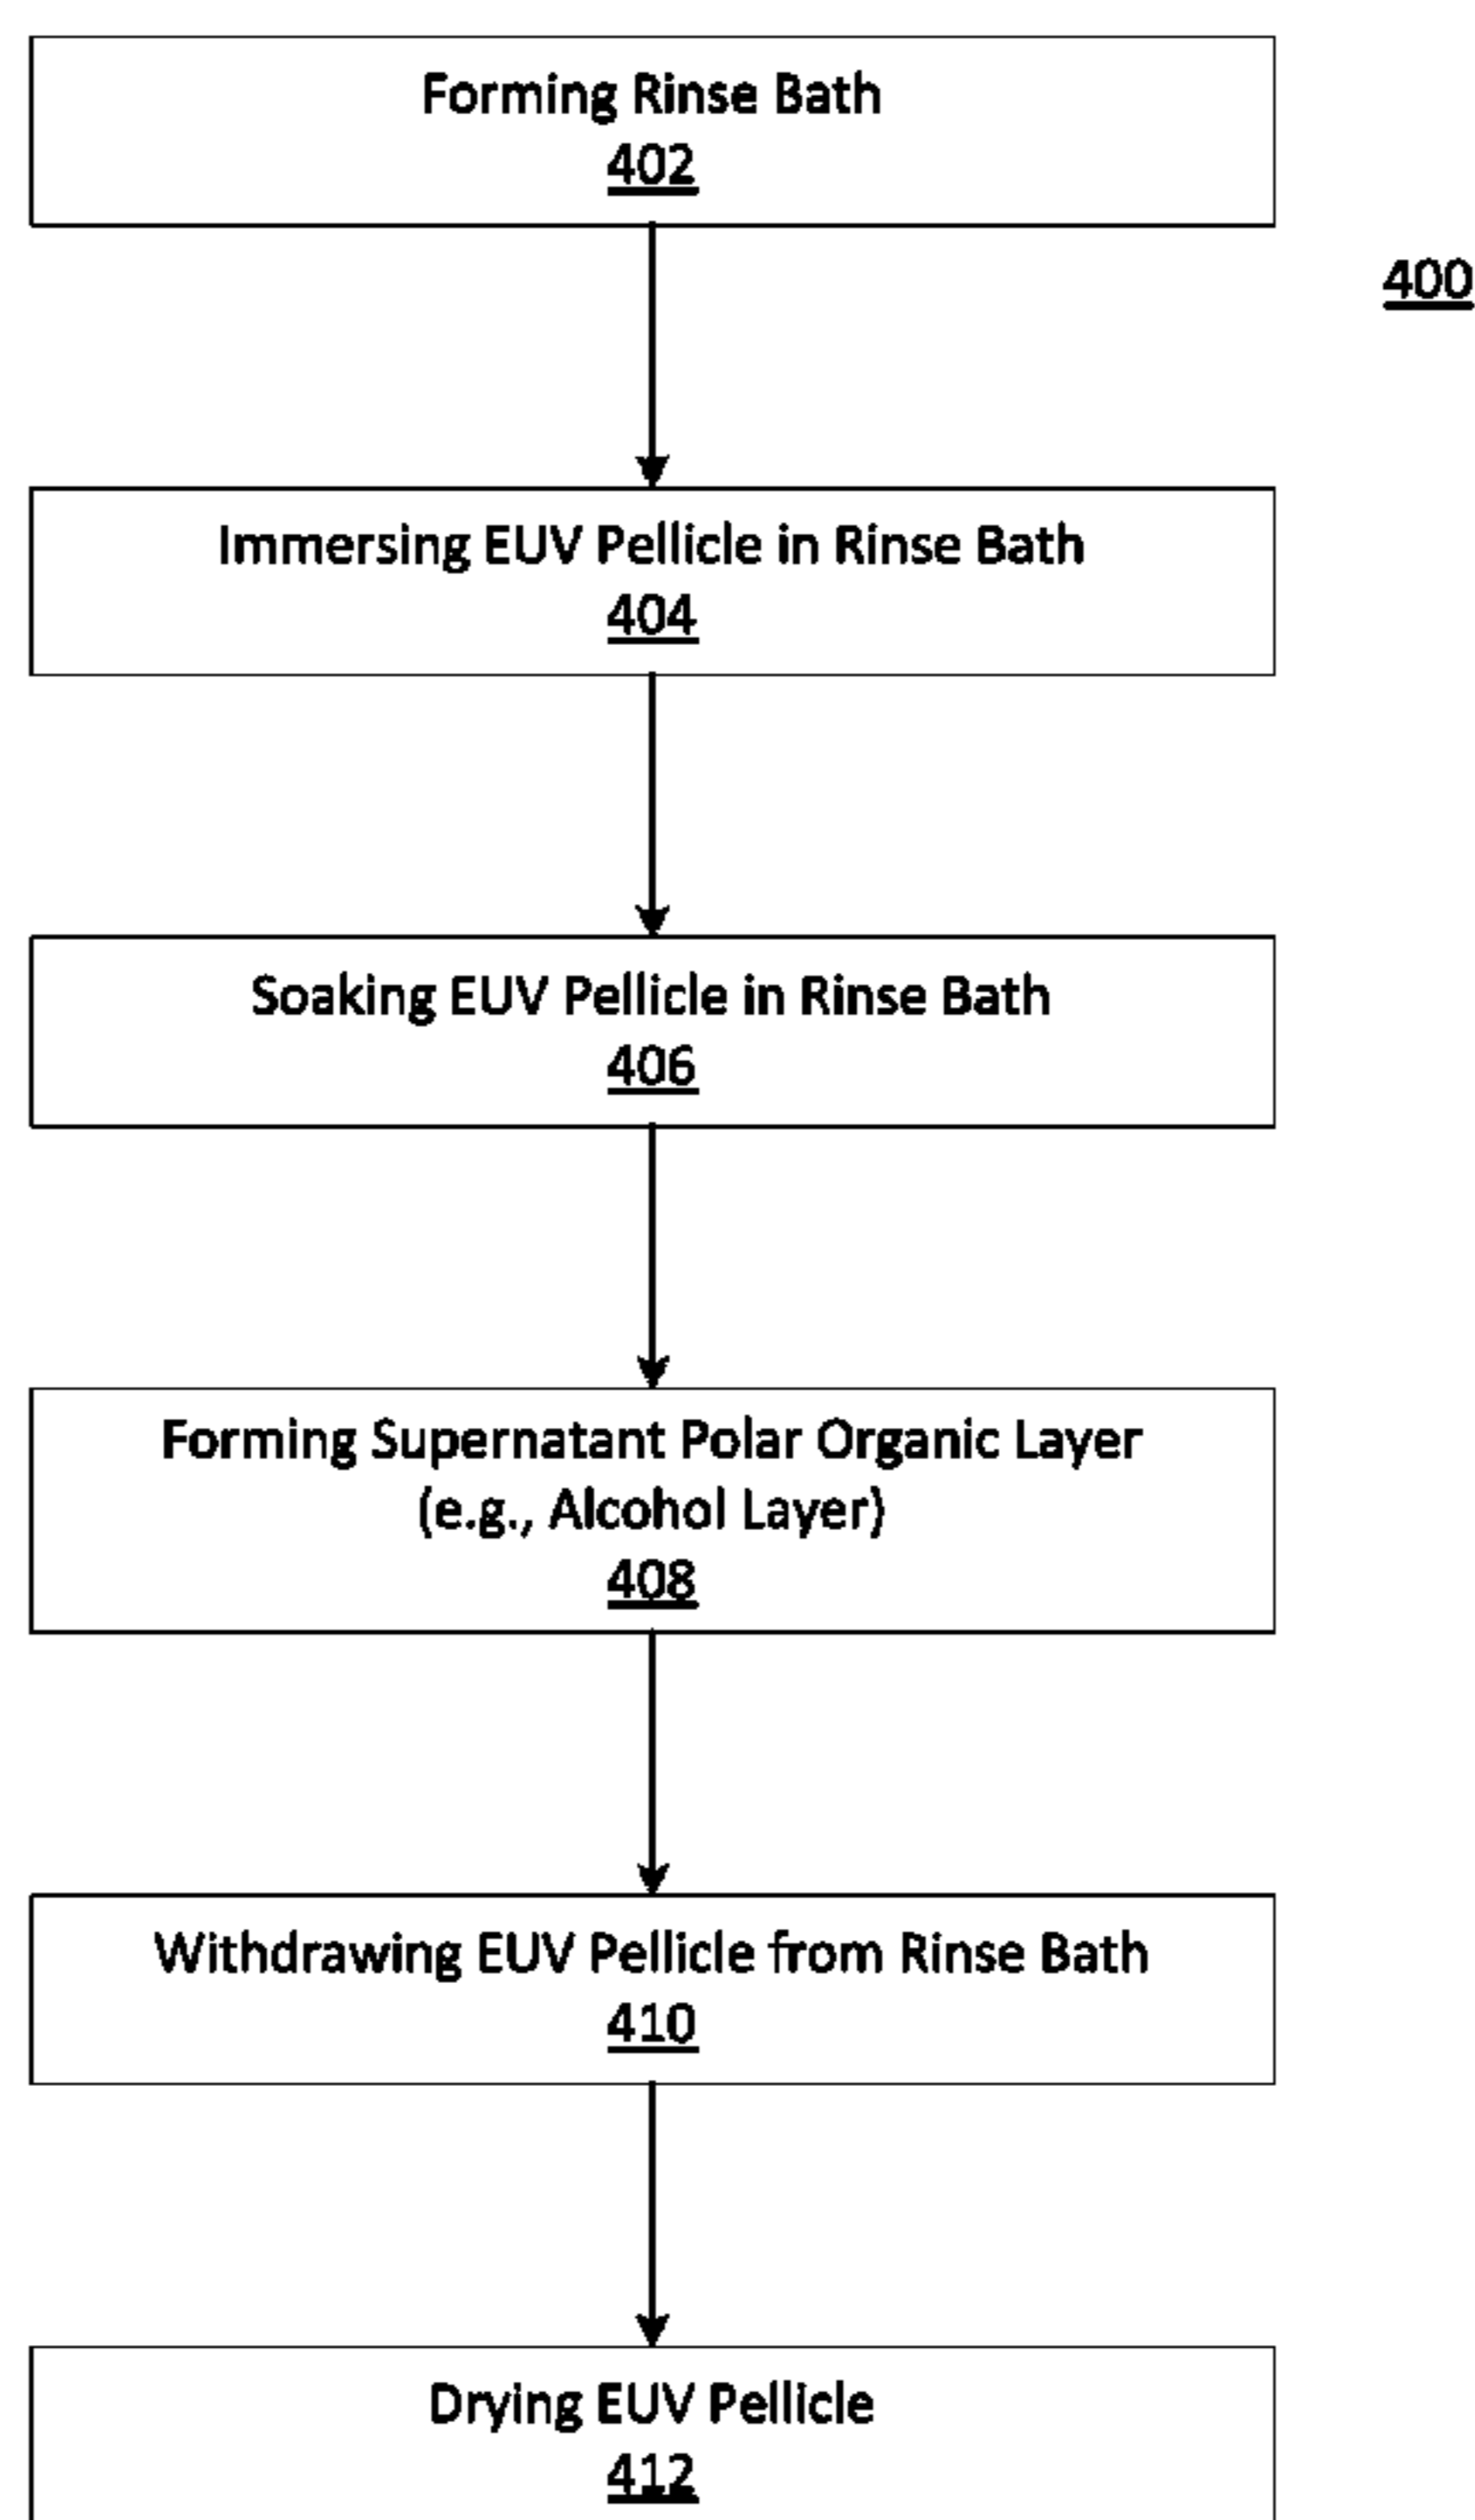 Forming Rinse Bath
402
400
Immersing EUV Pellicle in Rinse Bath
404
Soaking EUV Pellicle in Rinse Bath
406
Forming Supernatant Polar Organic Layer
(e.g., Alcohol Layer)
408
Withdrawing EUV Pellicle from Rinse Bath
410
Drying EUV Pellicle
412